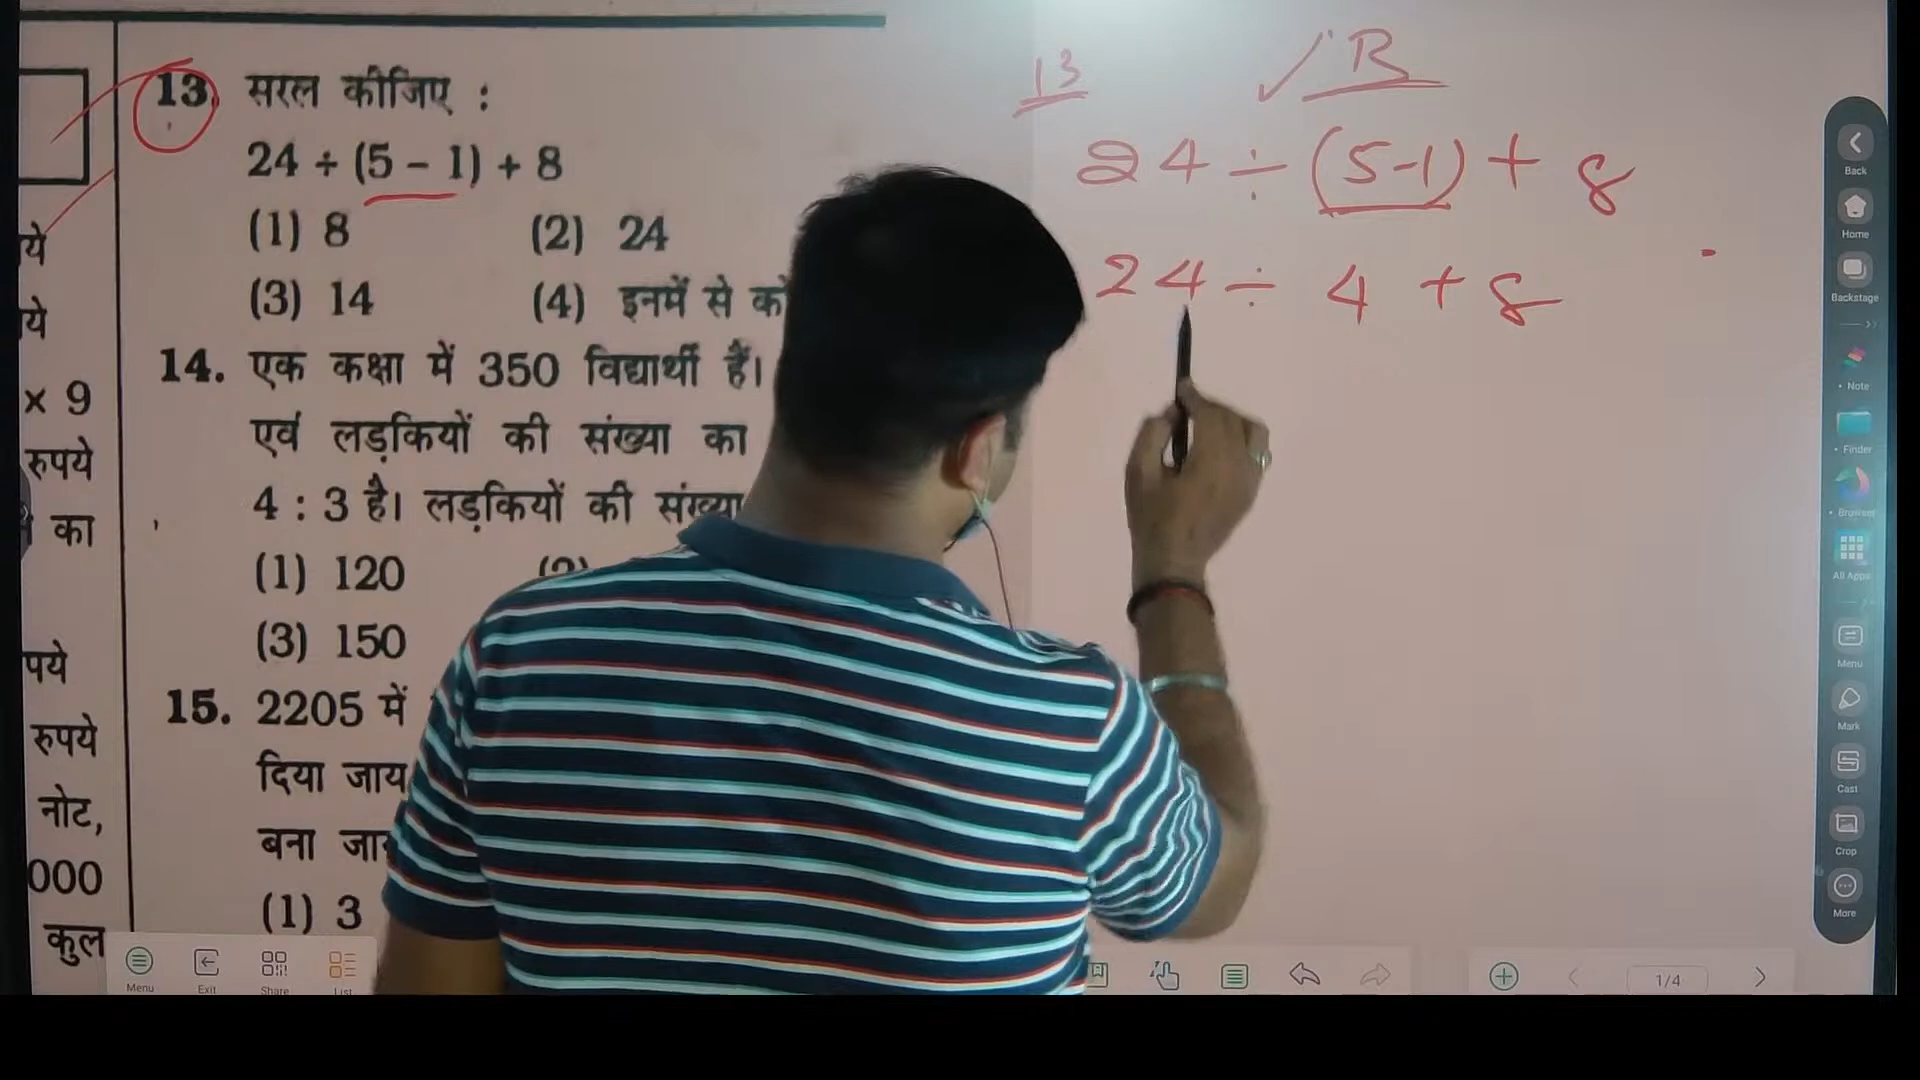 13. सरल कीजिए :
24 ÷ (5 – 1) + 8
(1) 8 (2) 24
(3) 14 (4) इनमें से
14. एक कक्षा में 350 विद्यार्थी हैं।
एवं लड़कियों की संख्या का
4 : 3 है। लड़कियों की संख्या
(1) 120 (2)
(3) 150
15. 2205 में
दिया जाय
बना
(1) 3
ये
ये
× 9
रुपये
का
पये
रुपये
नोट,
000
कुल
13 ✓ R
24 ÷ (5-1) + 8
24 ÷ 4 + 8
Back
Home
Backstage
Note
Finder
Browser
All Apps
Menu
Mark
Cast
Crop
More
Menu Exit Share List
1/4